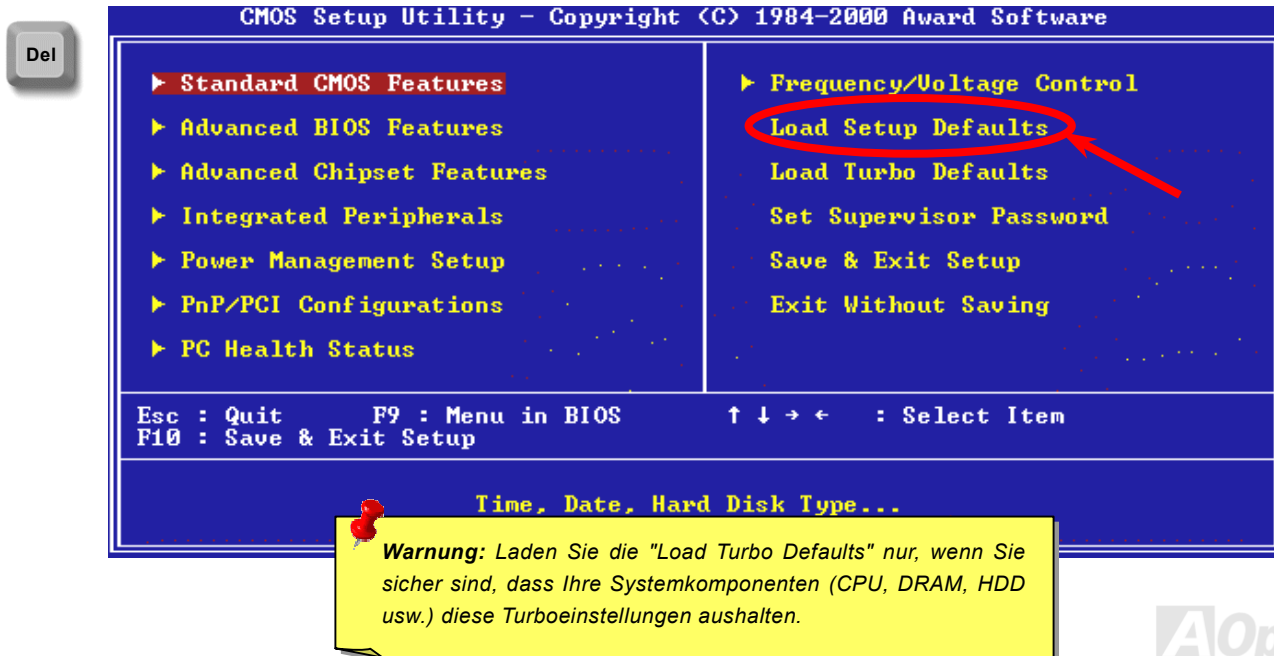 CMOS Setup Utility – Copyright (C) 1984–2000 Award Software
Del
Standard CMOS Features
Advanced BIOS Features
Advanced Chipset Features
Integrated Peripherals
Power Management Setup
PnP/PCI Configurations
PC Health Status
Frequency/Voltage Control
Load Setup Defaults
Load Turbo Defaults
Set Supervisor Password
Save & Exit Setup
Exit Without Saving
Esc : Quit F9 : Menu in BIOS ↑ ↓ → ← : Select Item
F10 : Save & Exit Setup
Time, Date, Hard Disk Type...
Warnung: Laden Sie die "Load Turbo Defaults" nur, wenn Sie
sicher sind, dass Ihre Systemkomponenten (CPU, DRAM, HDD
usw.) diese Turboeinstellungen aushalten.